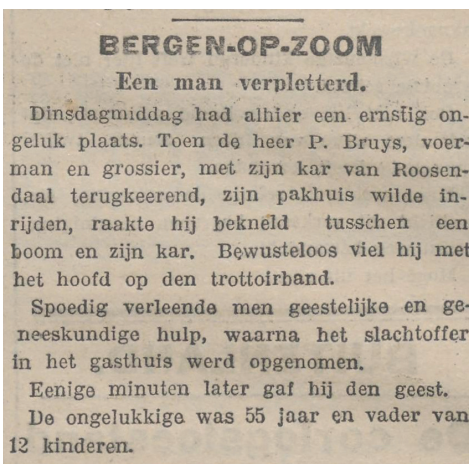 BERGEN-OP-ZOOM
Een man verpletterd.
Dinsdagmiddag had alhier een ernstig on-
geluk plaats. Toen de heer P. Bruys, voer-
man en grossier, met zijn kar van Roosen-
daal terugkeerend, zijn pakhuis wilde in-
rijden, raakte hij bekneld tusschen een
boom en zijn kar. Bewusteloos viel hij met
het hoofd op den trottoirband.
Spoedig verleende men geestelijke en ge-
neeskundige hulp, waarna het slachtoffer
in het gasthuis werd opgenomen.
Eenige minuten later gaf hij den geest.
De ongelukkige was 55 jaar en vader van
12 kinderen.